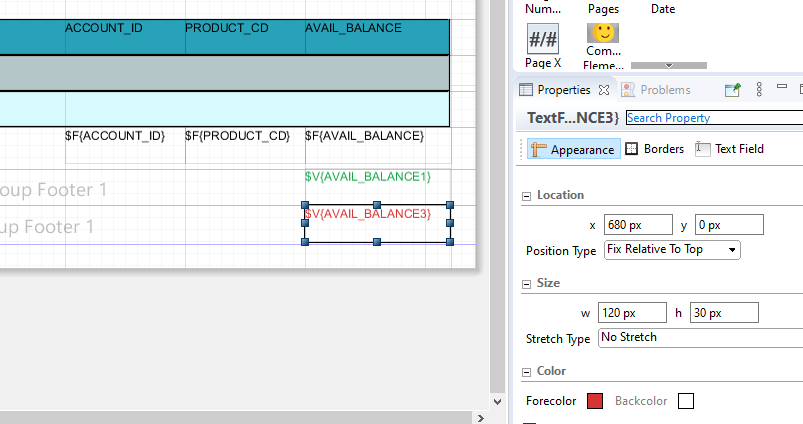 Num...
Pages
Date
#/#
Page X
Com...
Eleme...
ACCOUNT_ID
PRODUCT_CD
AVAIL_BALANCE
$F{ACCOUNT_ID}
$F{PRODUCT_CD}
$F{AVAIL_BALANCE}
$V{AVAIL_BALANCE1}
oup Footer 1
$V{AVAIL_BALANCE3}
up Footer 1
Properties
Problems
TextF...NCE3}
Search Property
Appearance
Borders
Text Field
Location
x 680 px y 0 px
Position Type Fix Relative To Top
Size
w 120 px h 30 px
Stretch Type No Stretch
Color
Forecolor Backcolor